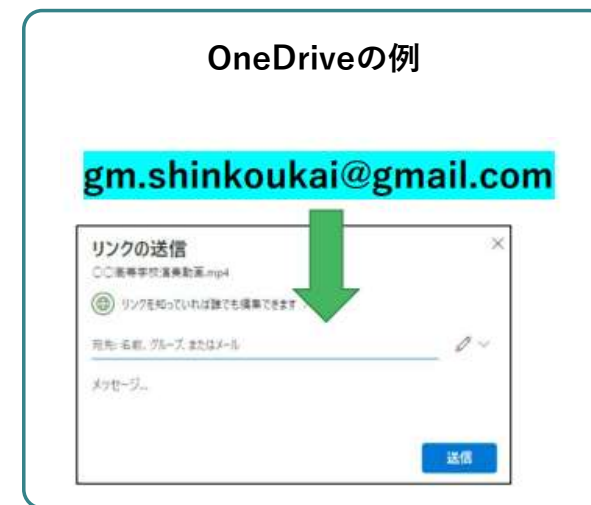 OneDriveの例
gm.shinkoukai@gmail.com
リンクの送信
〇〇高等学校演奏動画.mp4
リンクを知っていれば誰でも編集できます
宛先: 名前、グループ、またはメール
メッセージ...
送信